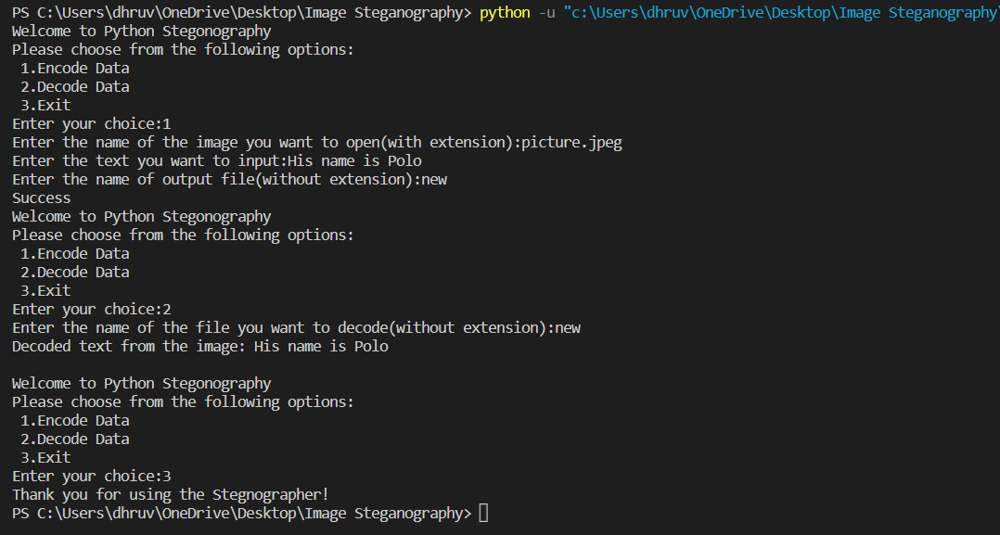 PS C:\Users\dhruv\OneDrive\Desktop\Image Steganography> python -u "c:\Users\dhruv\OneDrive\Desktop\Image Steganography\
Welcome to Python Stegonography
Please choose from the following options:
 1.Encode Data
 2.Decode Data
 3.Exit
Enter your choice:1
Enter the name of the image you want to open(with extension):picture.jpeg
Enter the text you want to input:His name is Polo
Enter the name of output file(without extension):new
Success
Welcome to Python Stegonography
Please choose from the following options:
 1.Encode Data
 2.Decode Data
 3.Exit
Enter your choice:2
Enter the name of the file you want to decode(without extension):new
Decoded text from the image: His name is Polo

Welcome to Python Stegonography
Please choose from the following options:
 1.Encode Data
 2.Decode Data
 3.Exit
Enter your choice:3
Thank you for using the Stegnographer!
PS C:\Users\dhruv\OneDrive\Desktop\Image Steganography>